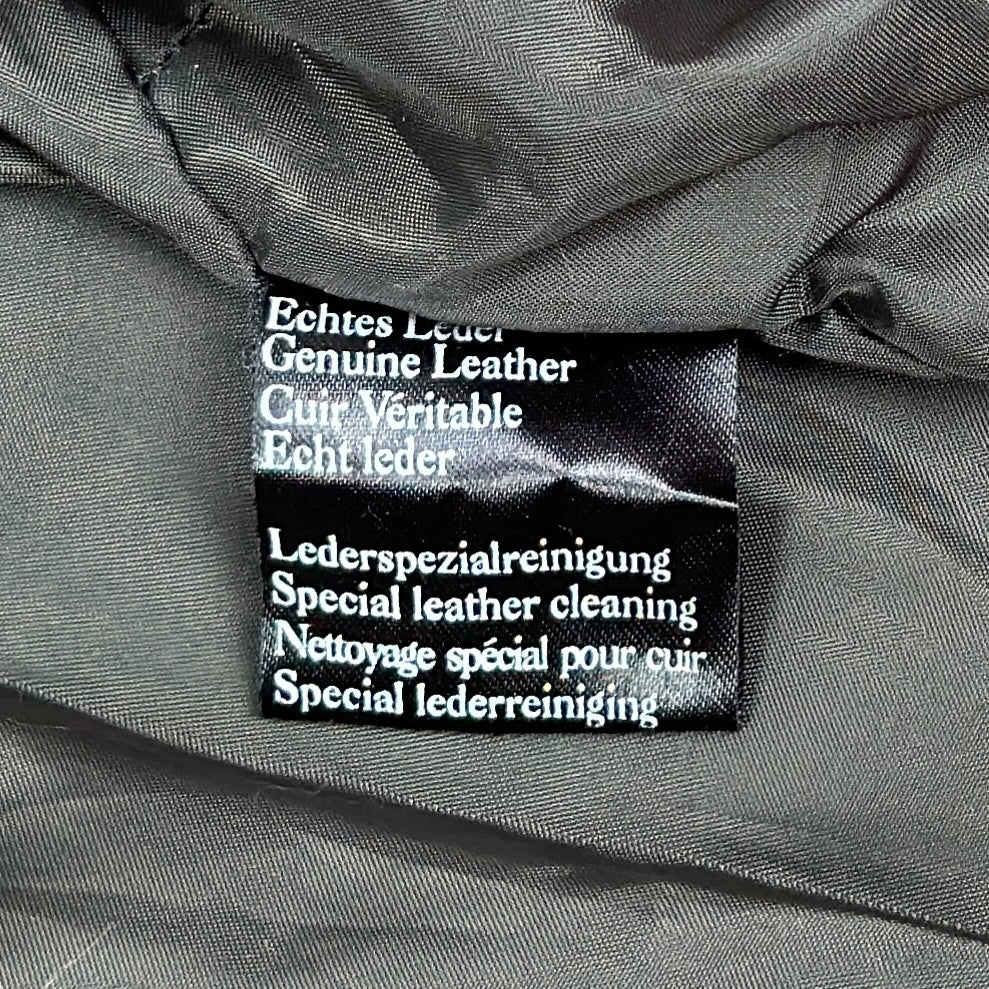 Echtes Leder
Genuine Leather
Cuir Véritable
Echt leder
Lederspezialreinigung
Special leather cleaning
Nettoyage spécial pour cuir
Special lederreiniging